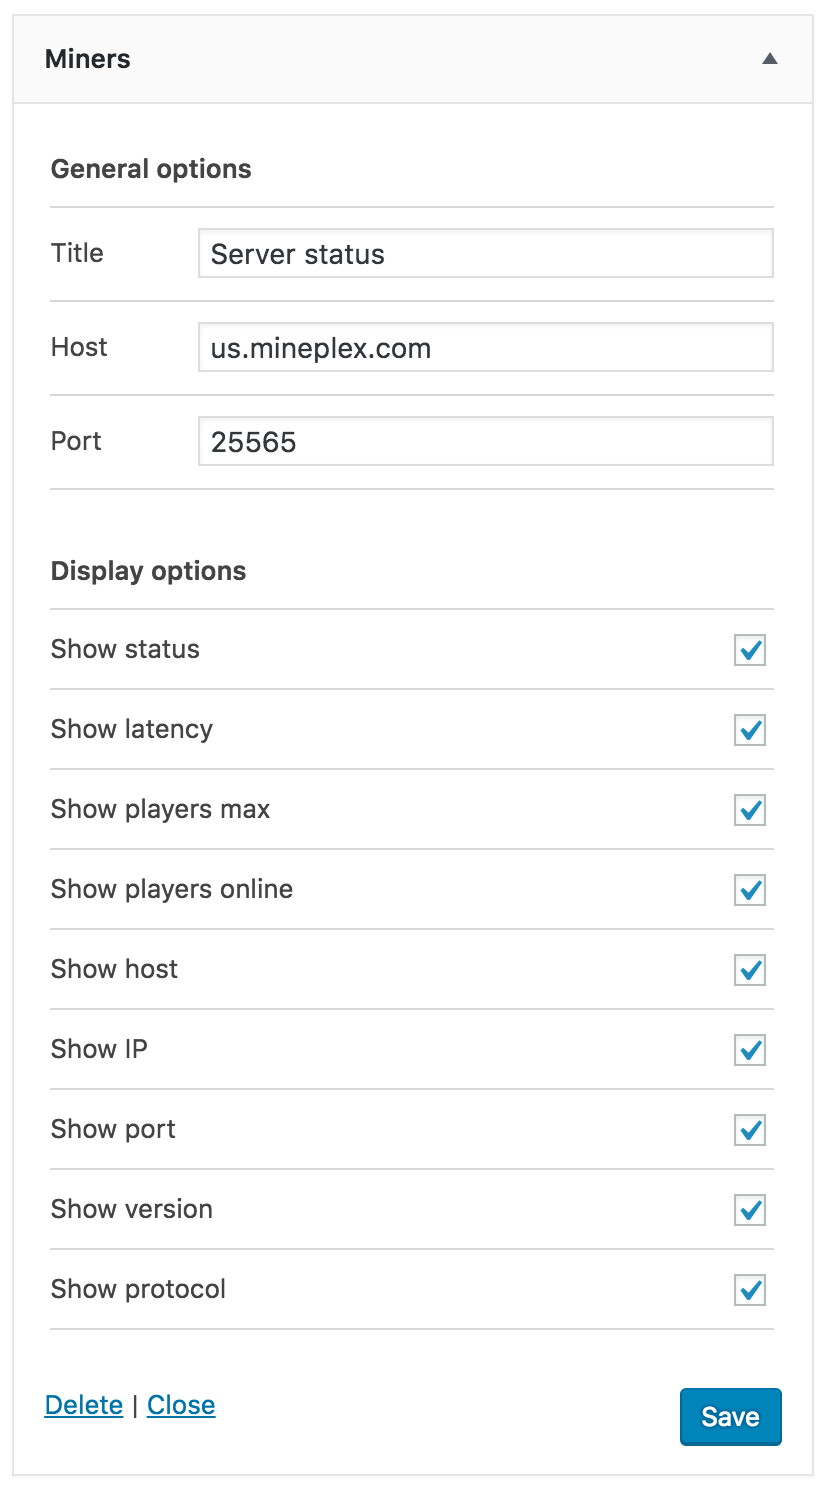 Miners
General options
Title Server status
Host us.mineplex.com
Port 25565
Display options
Show status
Show latency
Show players max
Show players online
Show host
Show IP
Show port
Show version
Show protocol
Delete | Close Save